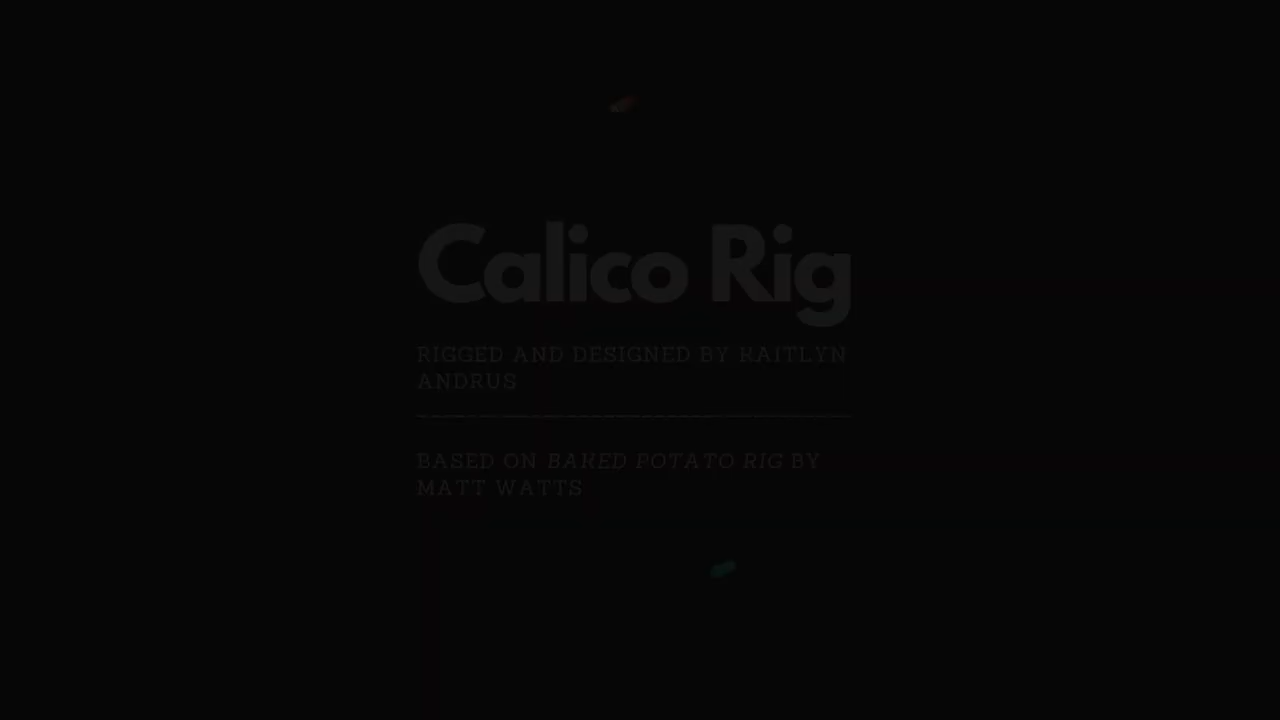 Calico Rig
RIGGED AND DESIGNED BY KAITLYN
ANDRUS
BASED ON BAKED POTATO RIG BY
MATT WATTS